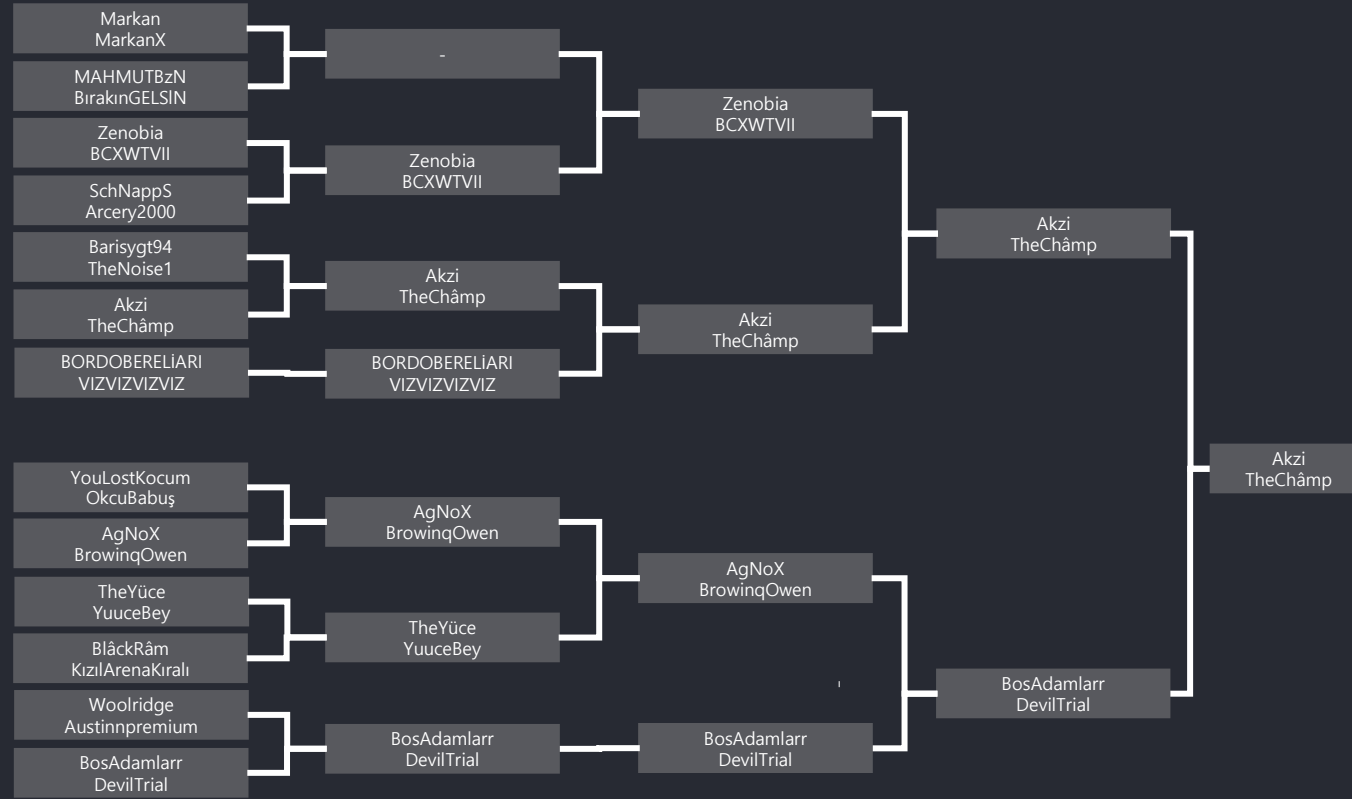 Markan
MarkanX
MAHMUTBzN
BırakınGELSİN
Zenobia
BCXWTVII
SchNappS
Arcery2000
Barisygt94
TheNoise1
Akzi
TheChâmp
BORDOBERELİARI
VIZVIZVIZVIZ
-
Zenobia
BCXWTVII
Akzi
TheChâmp
BORDOBERELİARI
VIZVIZVIZVIZ
Zenobia
BCXWTVII
Akzi
TheChâmp
Akzi
TheChâmp
YouLostKocum
OkcuBabuş
AgNoX
BrowinqOwen
TheYüce
YuuceBey
BlâckRâm
KızılArenaKıralı
Woolridge
Austinnpremium
BosAdamlarr
DevilTrial
AgNoX
BrowinqOwen
TheYüce
YuuceBey
BosAdamlarr
DevilTrial
AgNoX
BrowinqOwen
BosAdamlarr
DevilTrial
BosAdamlarr
DevilTrial
Akzi
TheChâmp